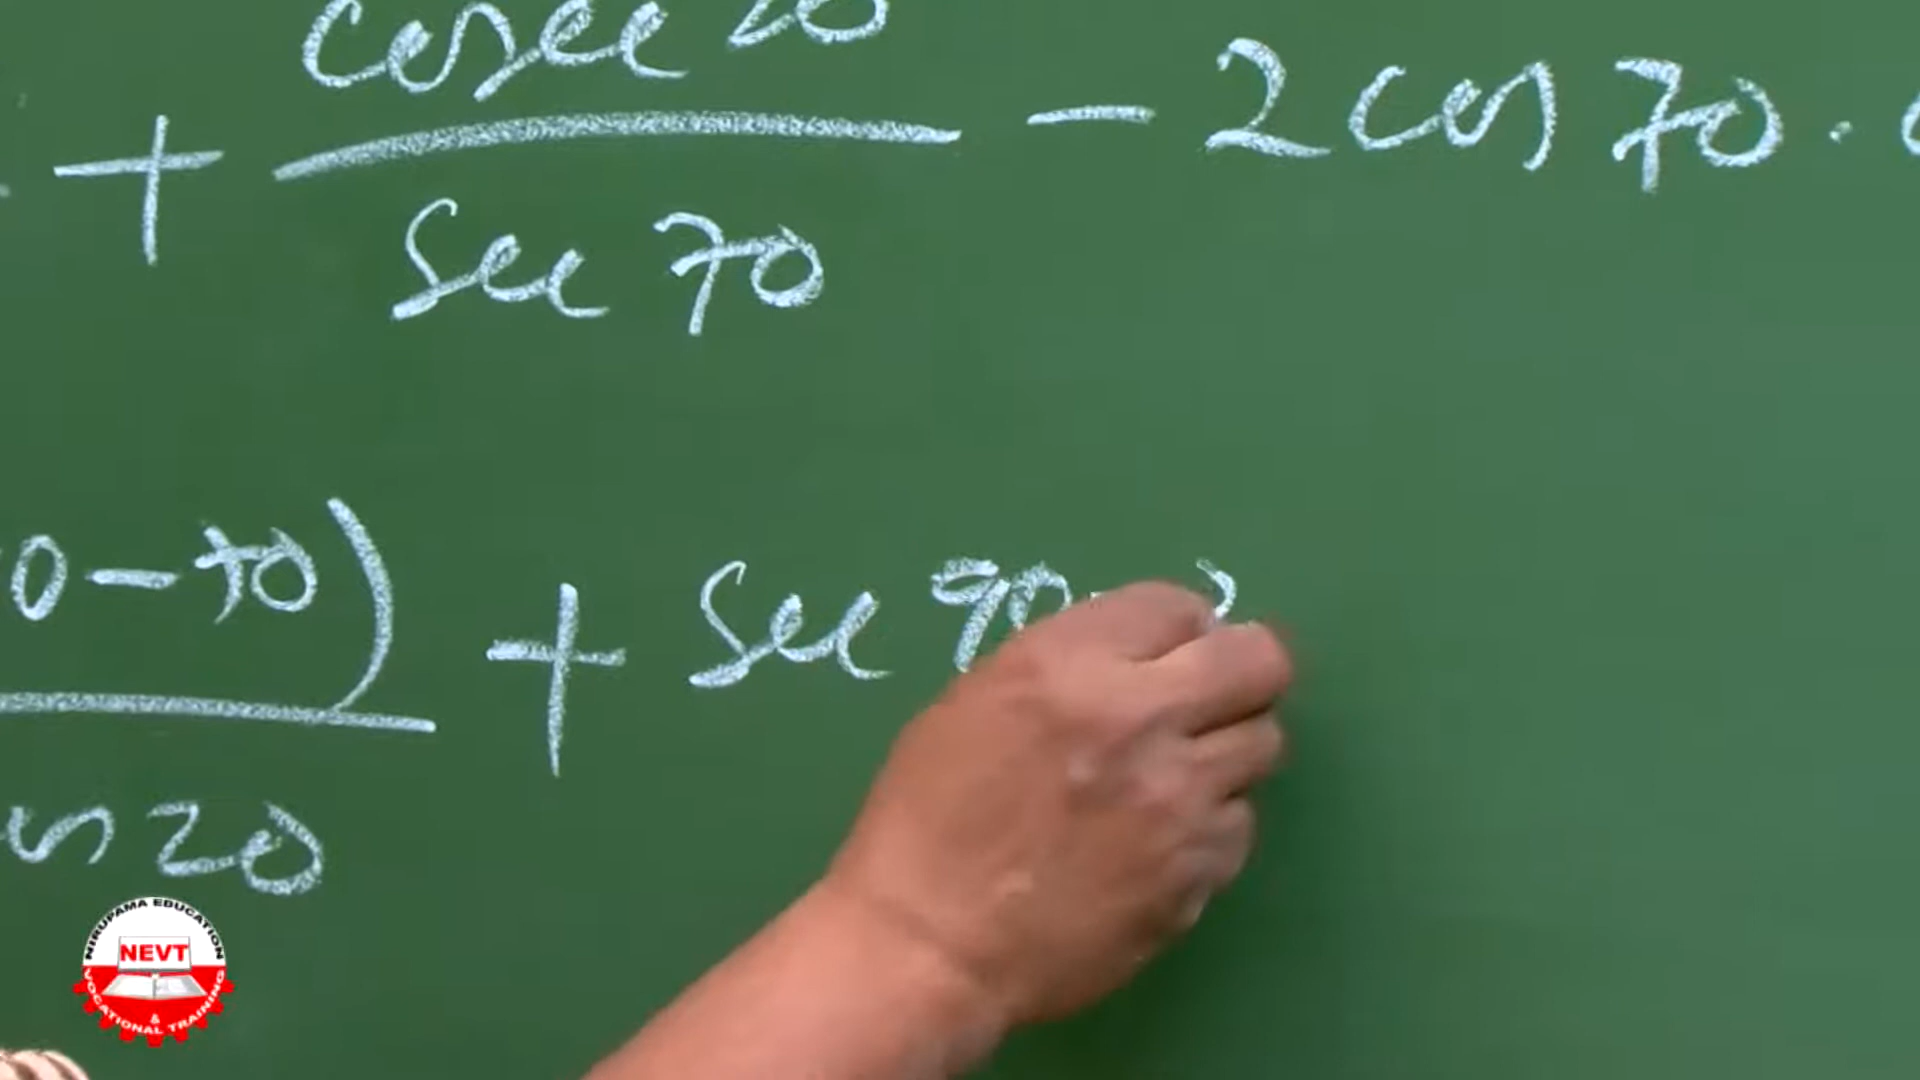 + cosec 20 / sec 70 - 2 cos 70 .
0 - 70) / cos 20 + sec 90 -
NIRUPAMA EDUCATION
NEVT
&
VOCATIONAL TRAINING